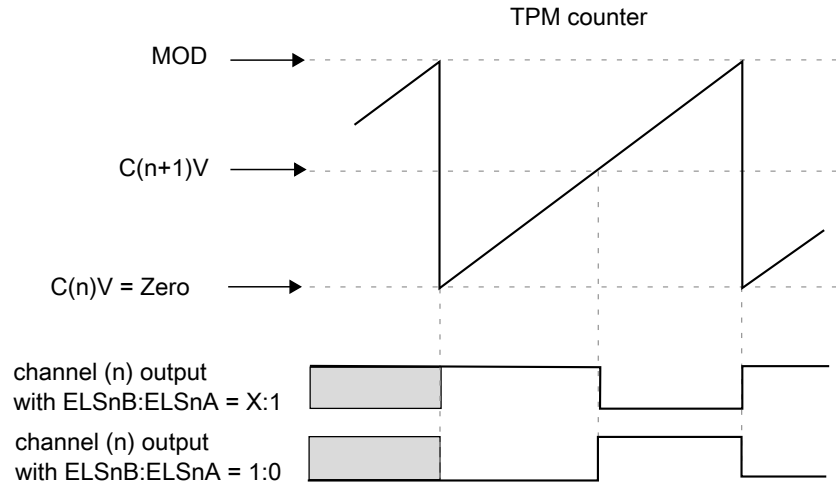 TPM counter
MOD
C(n+1)V
C(n)V = Zero
channel (n) output
with ELSnB:ELSnA = X:1
channel (n) output
with ELSnB:ELSnA = 1:0